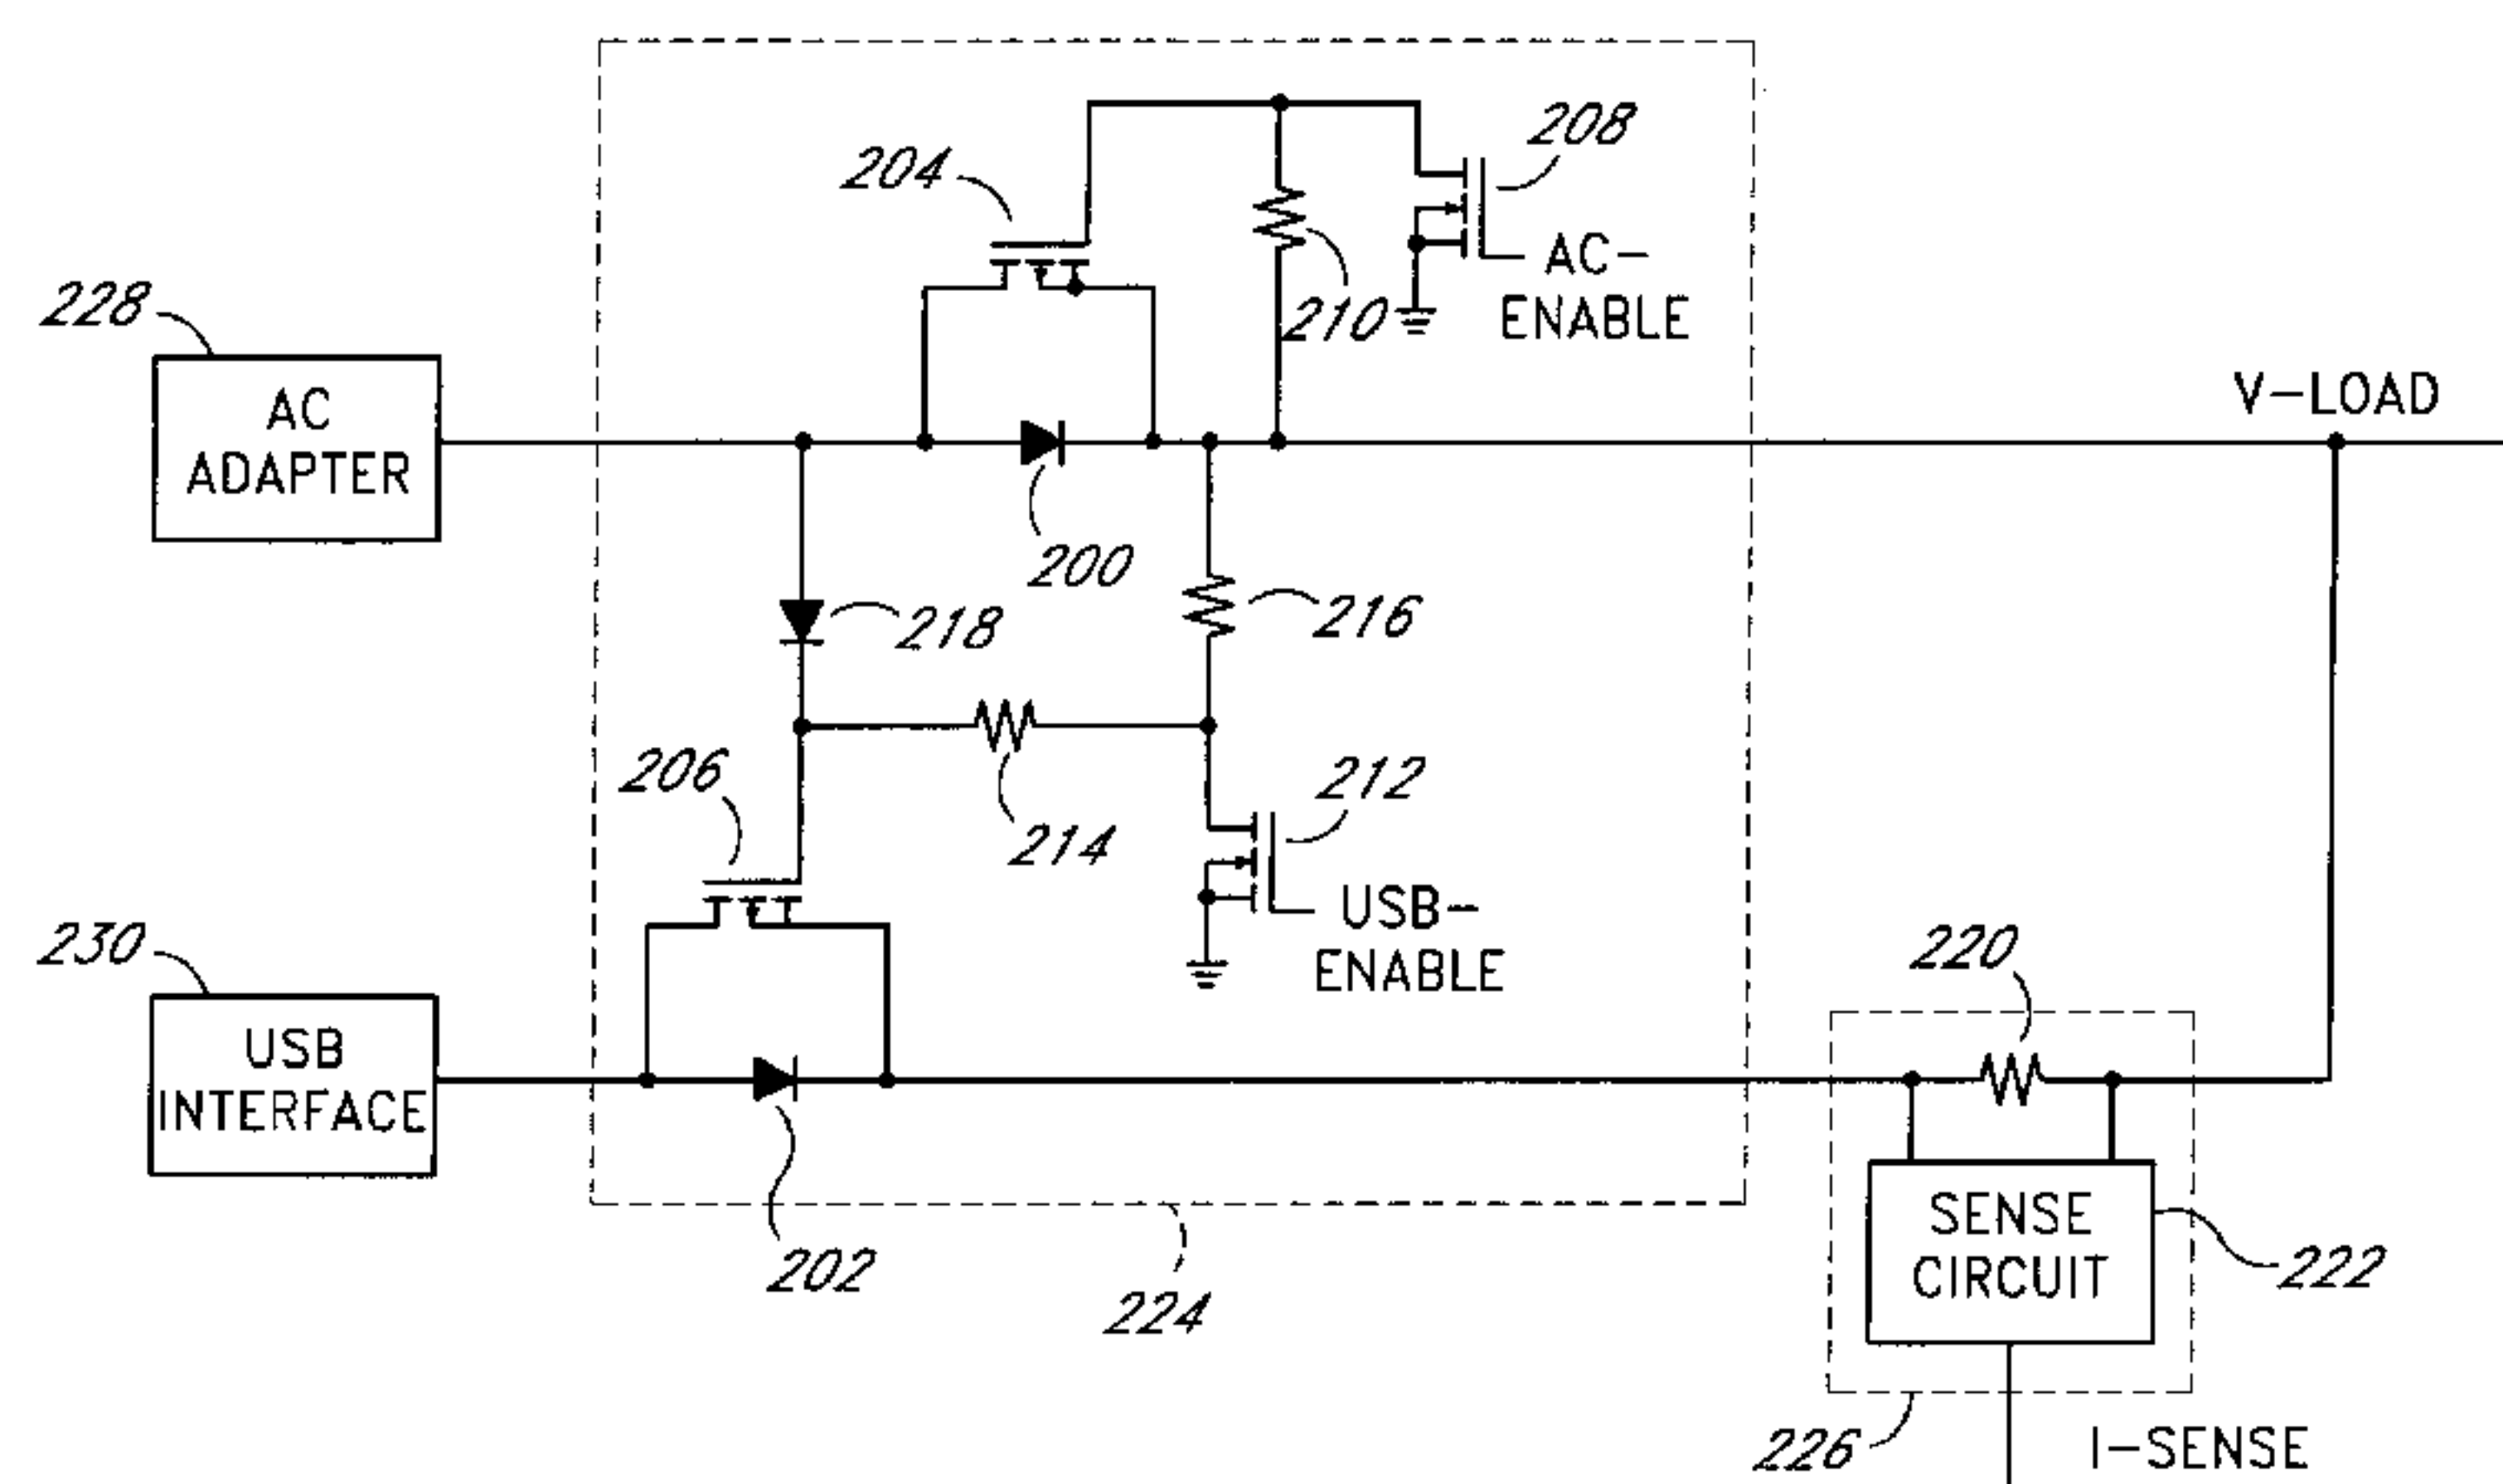 208
204
AC-
ENABLE
210
228
AC
ADAPTER
V-LOAD
200
218
216
206
212
214
USB-
ENABLE
230
USB
INTERFACE
220
202
SENSE
CIRCUIT
222
224
226
I-SENSE